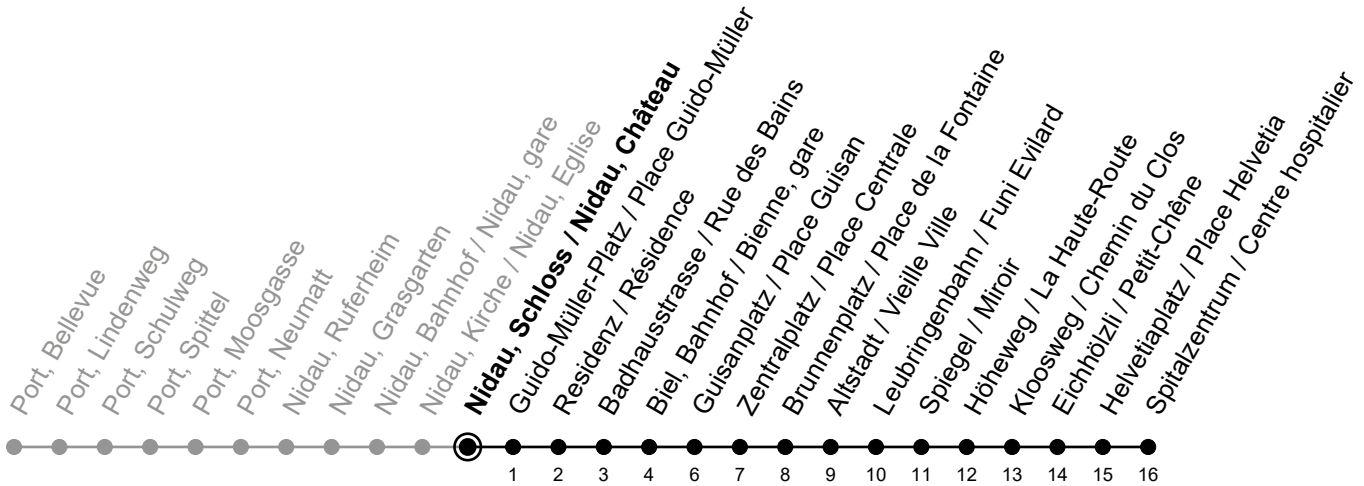 Port, Bellevue
Port, Lindenweg
Port, Schulweg
Port, Spittel
Port, Moosgasse
Port, Neumatt
Nidau, Ruferheim
Nidau, Grasgarten
Nidau, Bahnhof / Nidau, gare
Nidau, Kirche / Nidau, Eglise
Nidau, Schloss / Nidau, Château
Guido-Müller-Platz / Place Guido-Müller
Residenz / Résidence
Badhausstrasse / Rue des Bains
Biel, Bahnhof / Bienne, gare
Guisanplatz / Place Guisan
Zentralplatz / Place Centrale
Brunnenplatz / Place de la Fontaine
Altstadt / Vieille Ville
Leubringenbahn / Funi Evilard
Spiegel / Miroir
Höheweg / La Haute-Route
Kloosweg / Chemin du Clos
Eichhölzli / Petit-Chêne
Helvetiaplatz / Place Helvetia
Spitalzentrum / Centre hospitalier
1 2 3 4 6 7 8 9 10 11 12 13 14 15 16